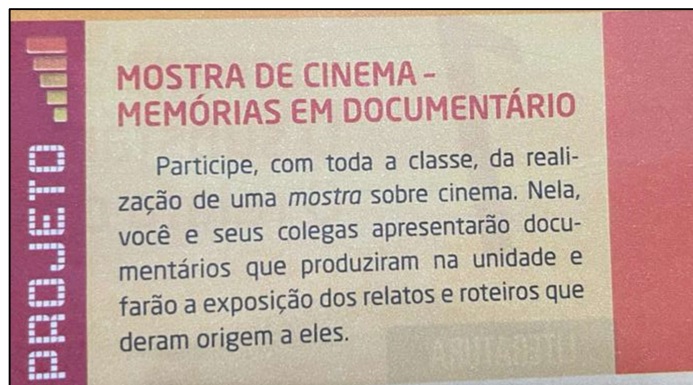 PROJETO
MOSTRA DE CINEMA –
MEMÓRIAS EM DOCUMENTÁRIO
Participe, com toda a classe, da reali-
zação de uma mostra sobre cinema. Nela,
você e seus colegas apresentarão docu-
mentários que produziram na unidade e
farão a exposição dos relatos e roteiros que
deram origem a eles.